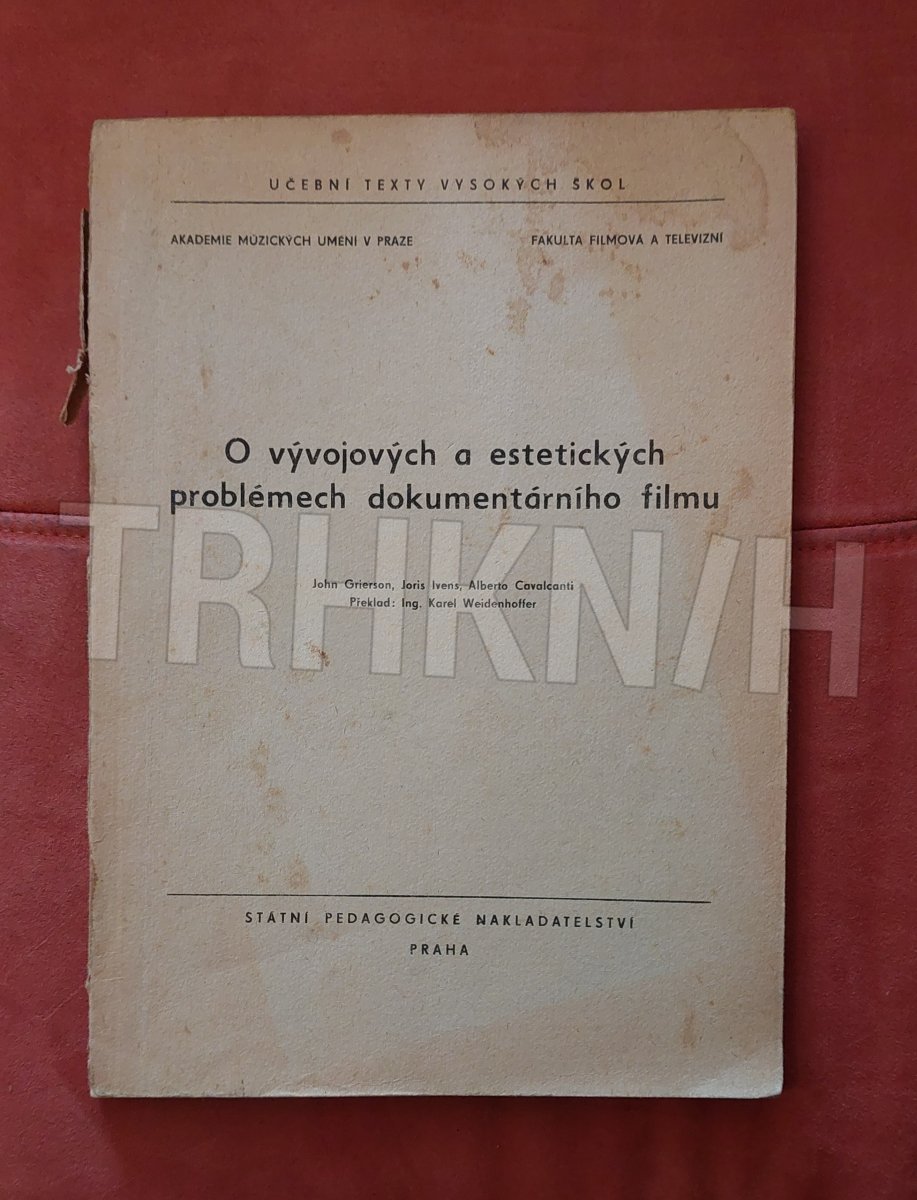 UČEBNÍ TEXTY VYSOKÝCH ŠKOL
AKADEMIE MÚZICKÝCH UMĚNÍ V PRAZE FAKULTA FILMOVÁ A TELEVIZNÍ
O vývojových a estetických
problémech dokumentárního filmu
TRHKNIH
John Grierson, Joris Ivens, Alberto Cavalcanti
Překlad: Ing. Karel Weidenhoffer
STÁTNÍ PEDAGOGICKÉ NAKLADATELSTVÍ
PRAHA